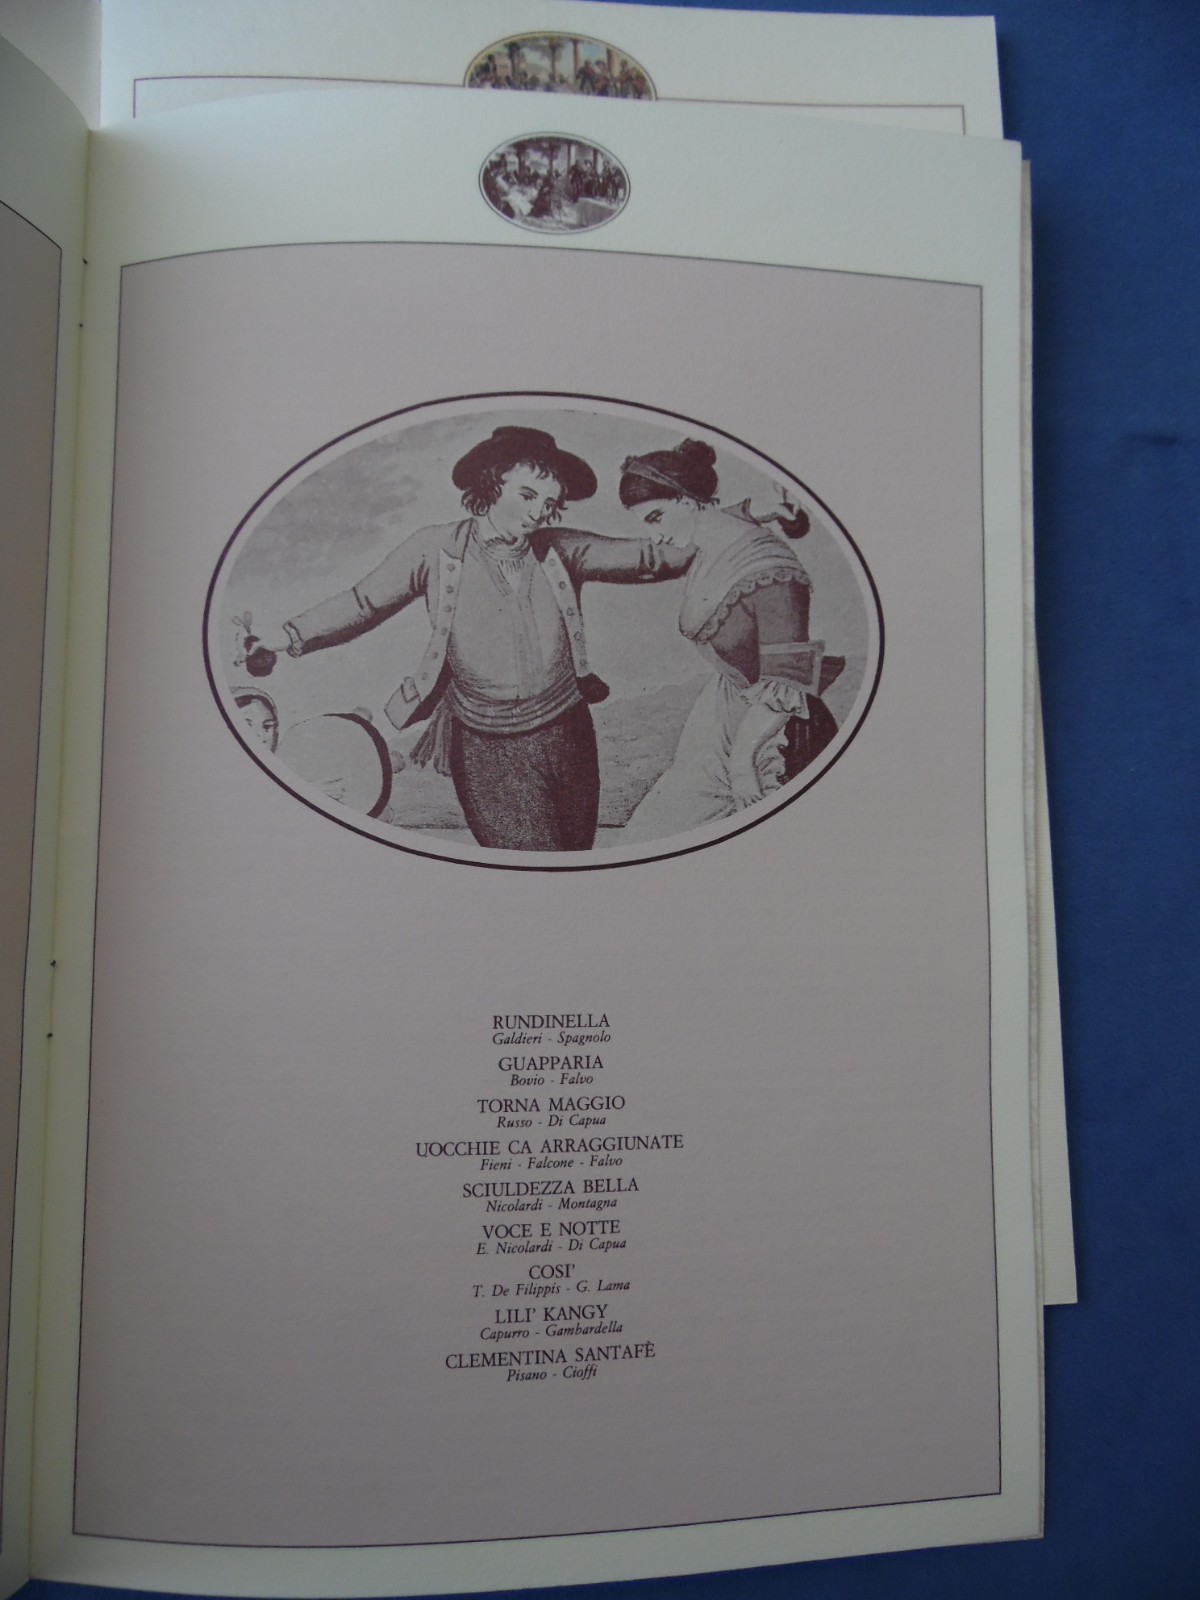 RUNDINELLA
Galdieri - Spagnolo
GUAPPARIA
Bovio - Falvo
TORNA MAGGIO
Russo - Di Capua
UOCCHIE CA ARRAGGIUNATE
Fieni - Falcone - Falvo
SCIULDEZZA BELLA
Nicolardi - Montagna
VOCE E NOTTE
E. Nicolardi - Di Capua
COSI'
T. De Filippis - G. Lama
LILI' KANGY
Capurro - Gambardella
CLEMENTINA SANTAFÈ
Pisano - Cioffi